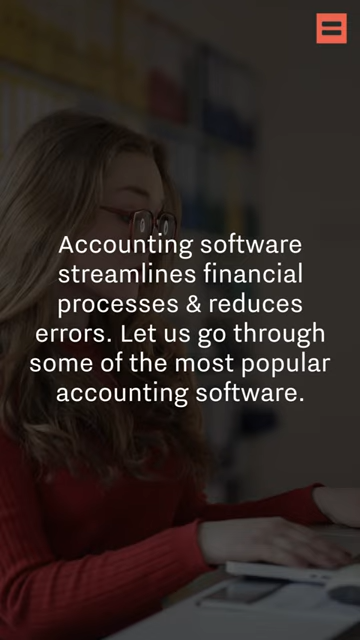 Accounting software
streamlines financial
processes & reduces
errors. Let us go through
some of the most popular
accounting software.